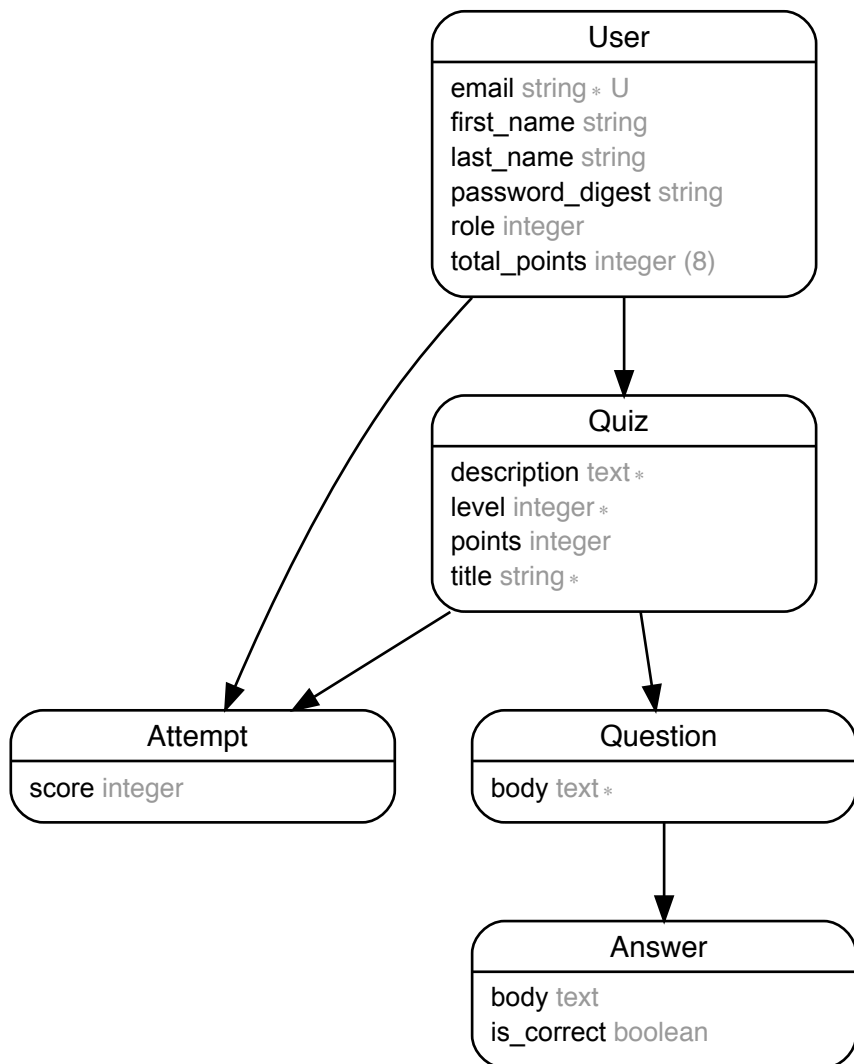 User
email string * U
first_name string
last_name string
password_digest string
role integer
total_points integer (8)
Quiz
description text *
level integer *
points integer
title string *
Attempt
score integer
Question
body text *
Answer
body text
is_correct boolean